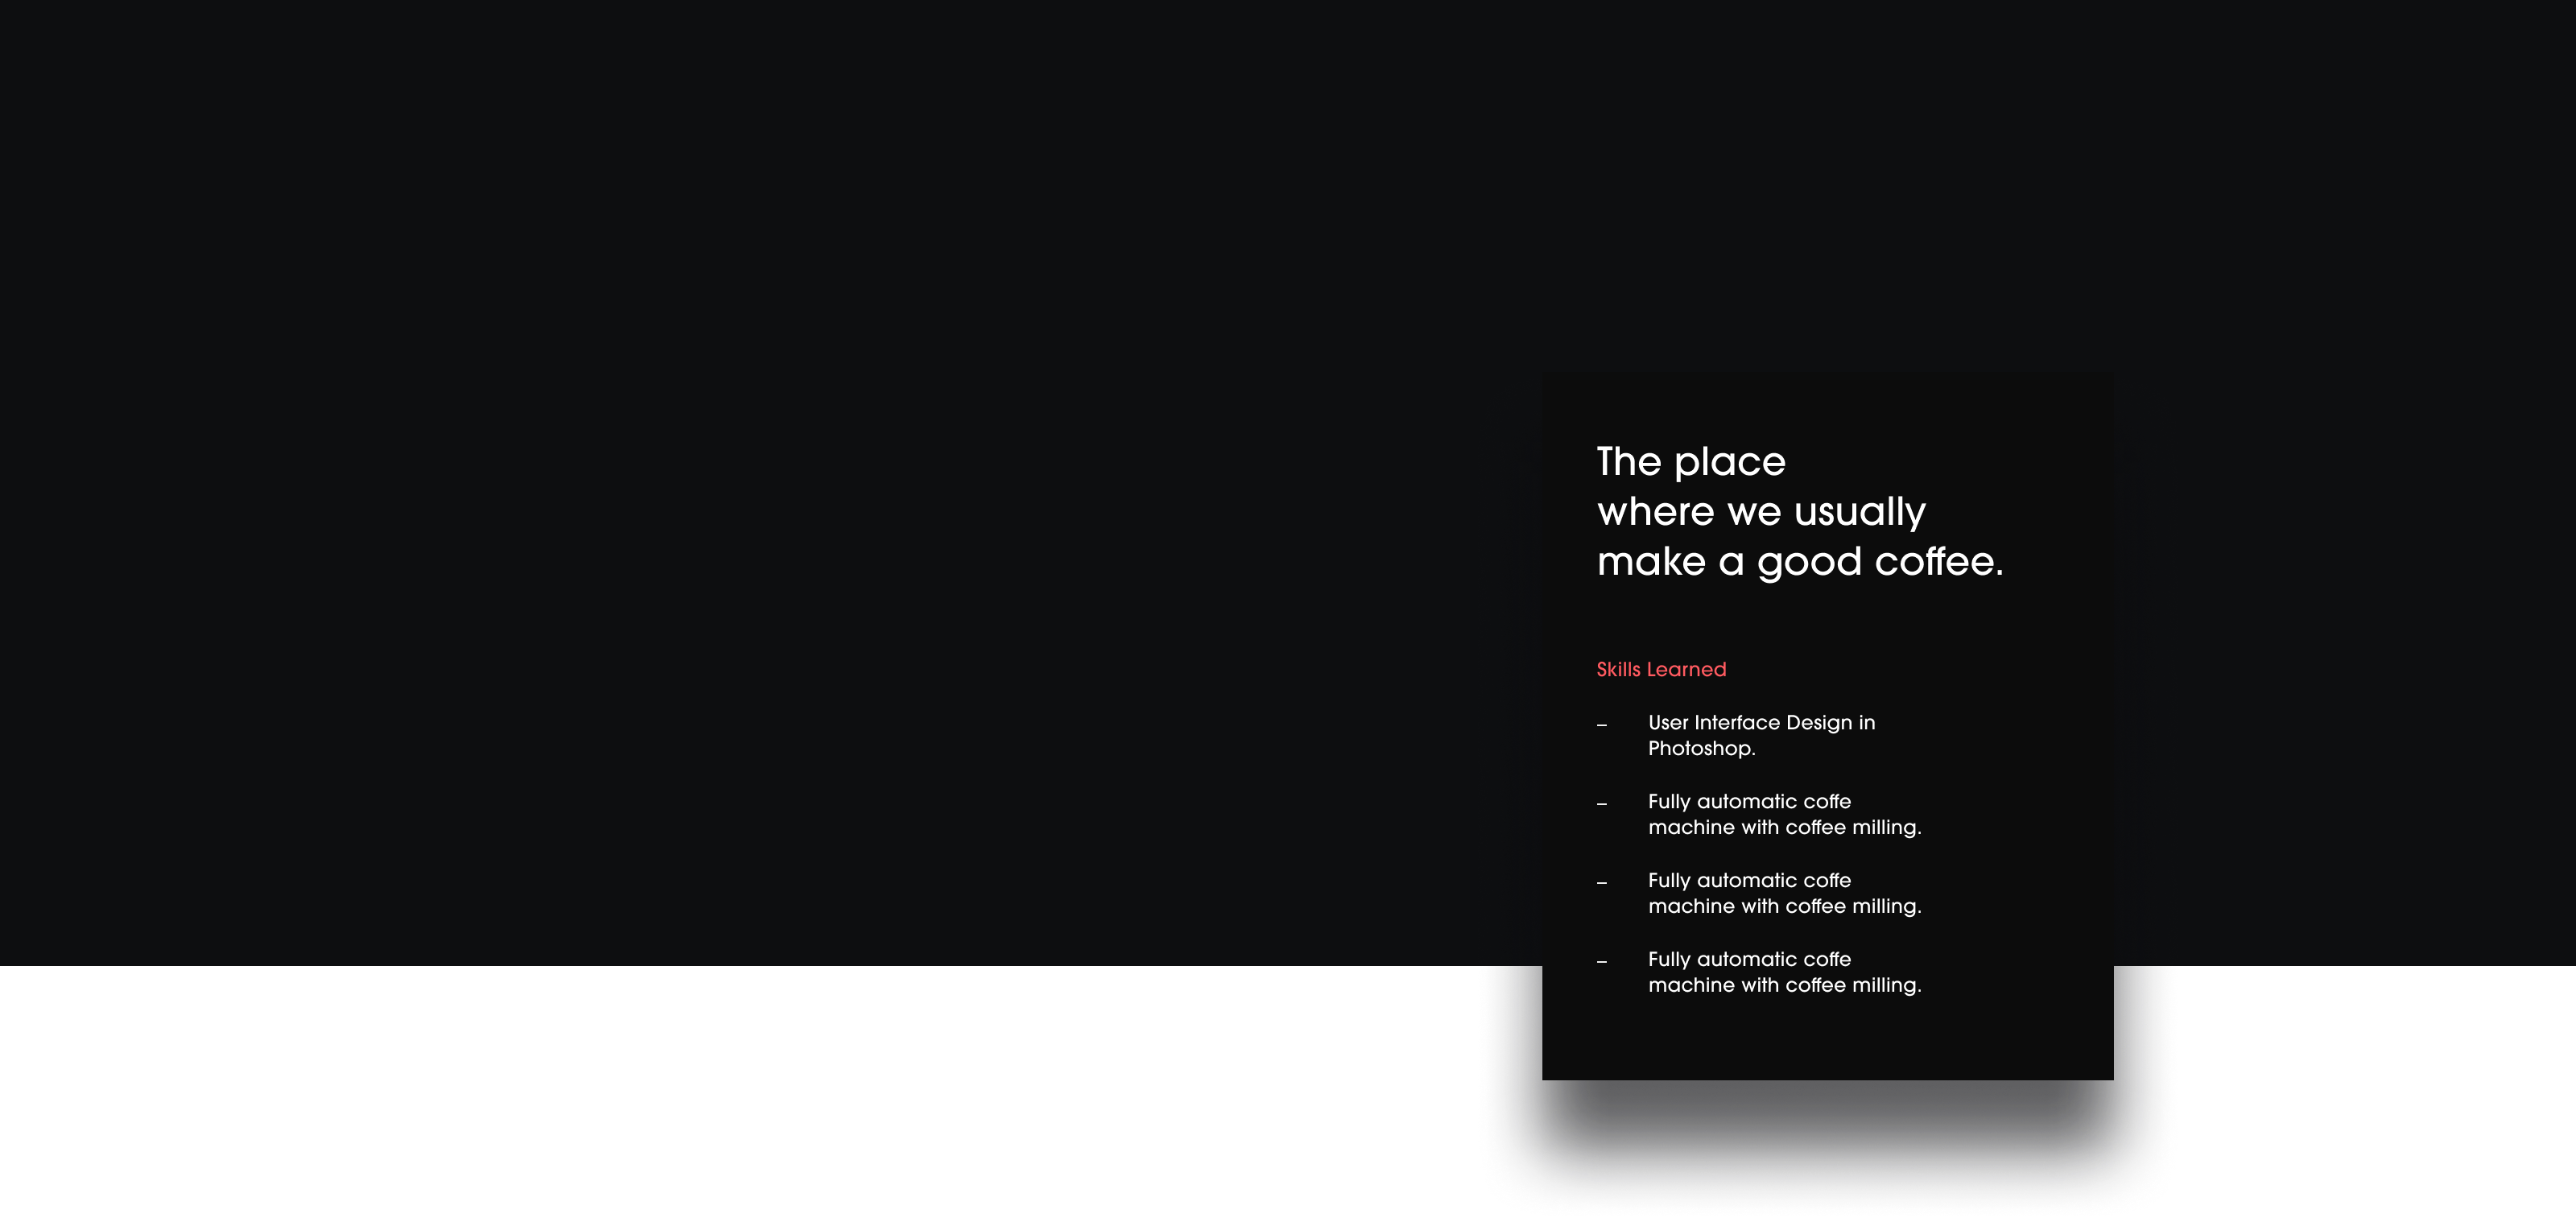 The place
where we usually
make a good coffee.
Skills Learned
– User Interface Design in
Photoshop.
– Fully automatic coffe
machine with coffee milling.
– Fully automatic coffe
machine with coffee milling.
– Fully automatic coffe
machine with coffee milling.